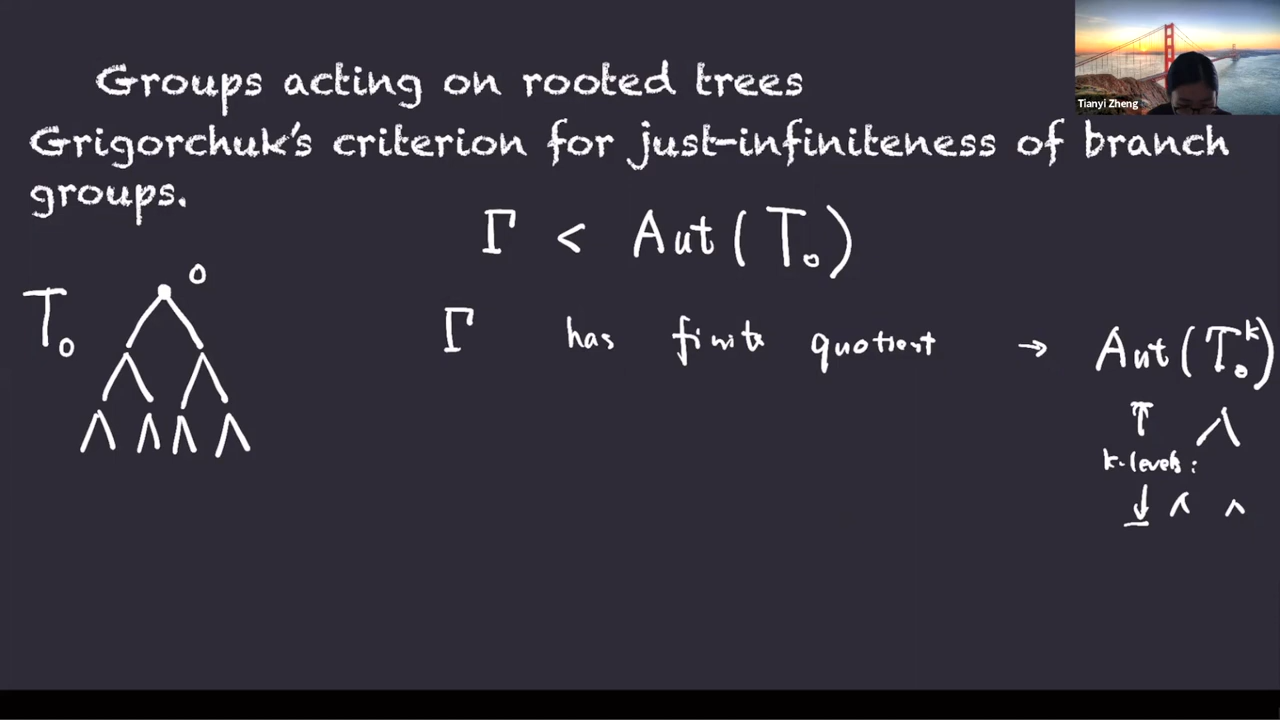 Groups acting on rooted trees
Tianyi Zheng
Grigorchuk's criterion for just-infiniteness of branch
groups.
Γ < Aut(T₀)
T₀ 0
Γ has finite quotient → Aut(T₀ᵏ)
k-levels: